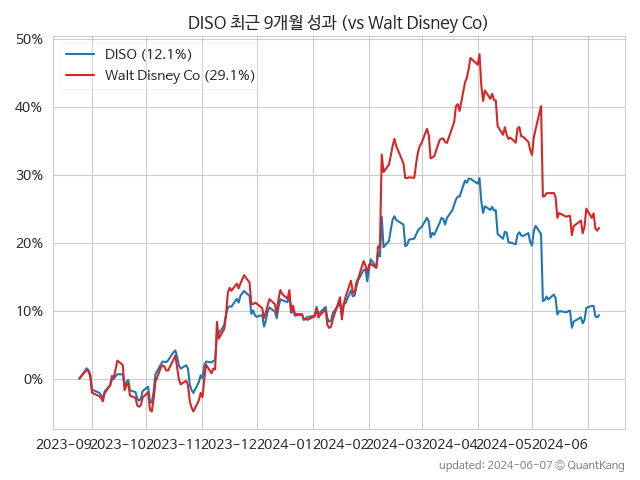 DISO 최근 9개월 성과 (vs Walt Disney Co)
DISO (12.1%)
Walt Disney Co (29.1%)
50%
40%
30%
20%
10%
0%
2023-09 2023-10 2023-11 2023-12 2024-01 2024-02 2024-03 2024-04 2024-05 2024-06
updated: 2024-06-07 © QuantKang